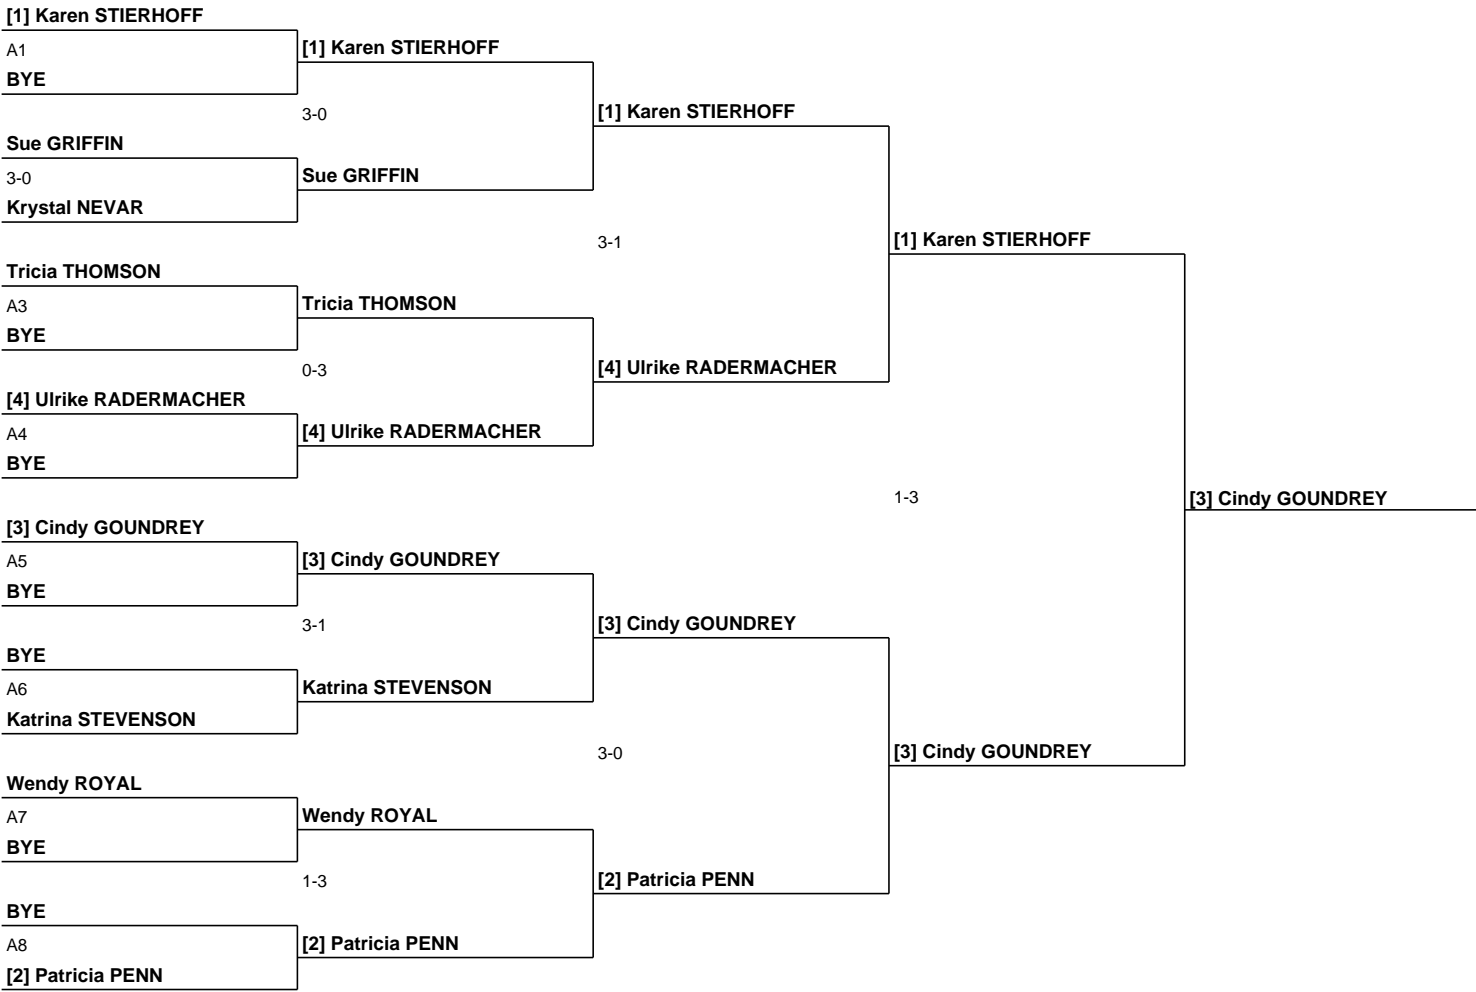 [1] Karen STIERHOFF
A1
BYE
[1] Karen STIERHOFF
3-0
Sue GRIFFIN
3-0
Krystal NEVAR
Sue GRIFFIN
[1] Karen STIERHOFF
3-1
Tricia THOMSON
A3
BYE
Tricia THOMSON
0-3
[4] Ulrike RADERMACHER
A4
BYE
[4] Ulrike RADERMACHER
[4] Ulrike RADERMACHER
[1] Karen STIERHOFF
1-3
[3] Cindy GOUNDREY
[3] Cindy GOUNDREY
A5
BYE
[3] Cindy GOUNDREY
3-1
BYE
A6
Katrina STEVENSON
Katrina STEVENSON
[3] Cindy GOUNDREY
3-0
[3] Cindy GOUNDREY
Wendy ROYAL
A7
BYE
Wendy ROYAL
1-3
[2] Patricia PENN
BYE
A8
[2] Patricia PENN
[2] Patricia PENN